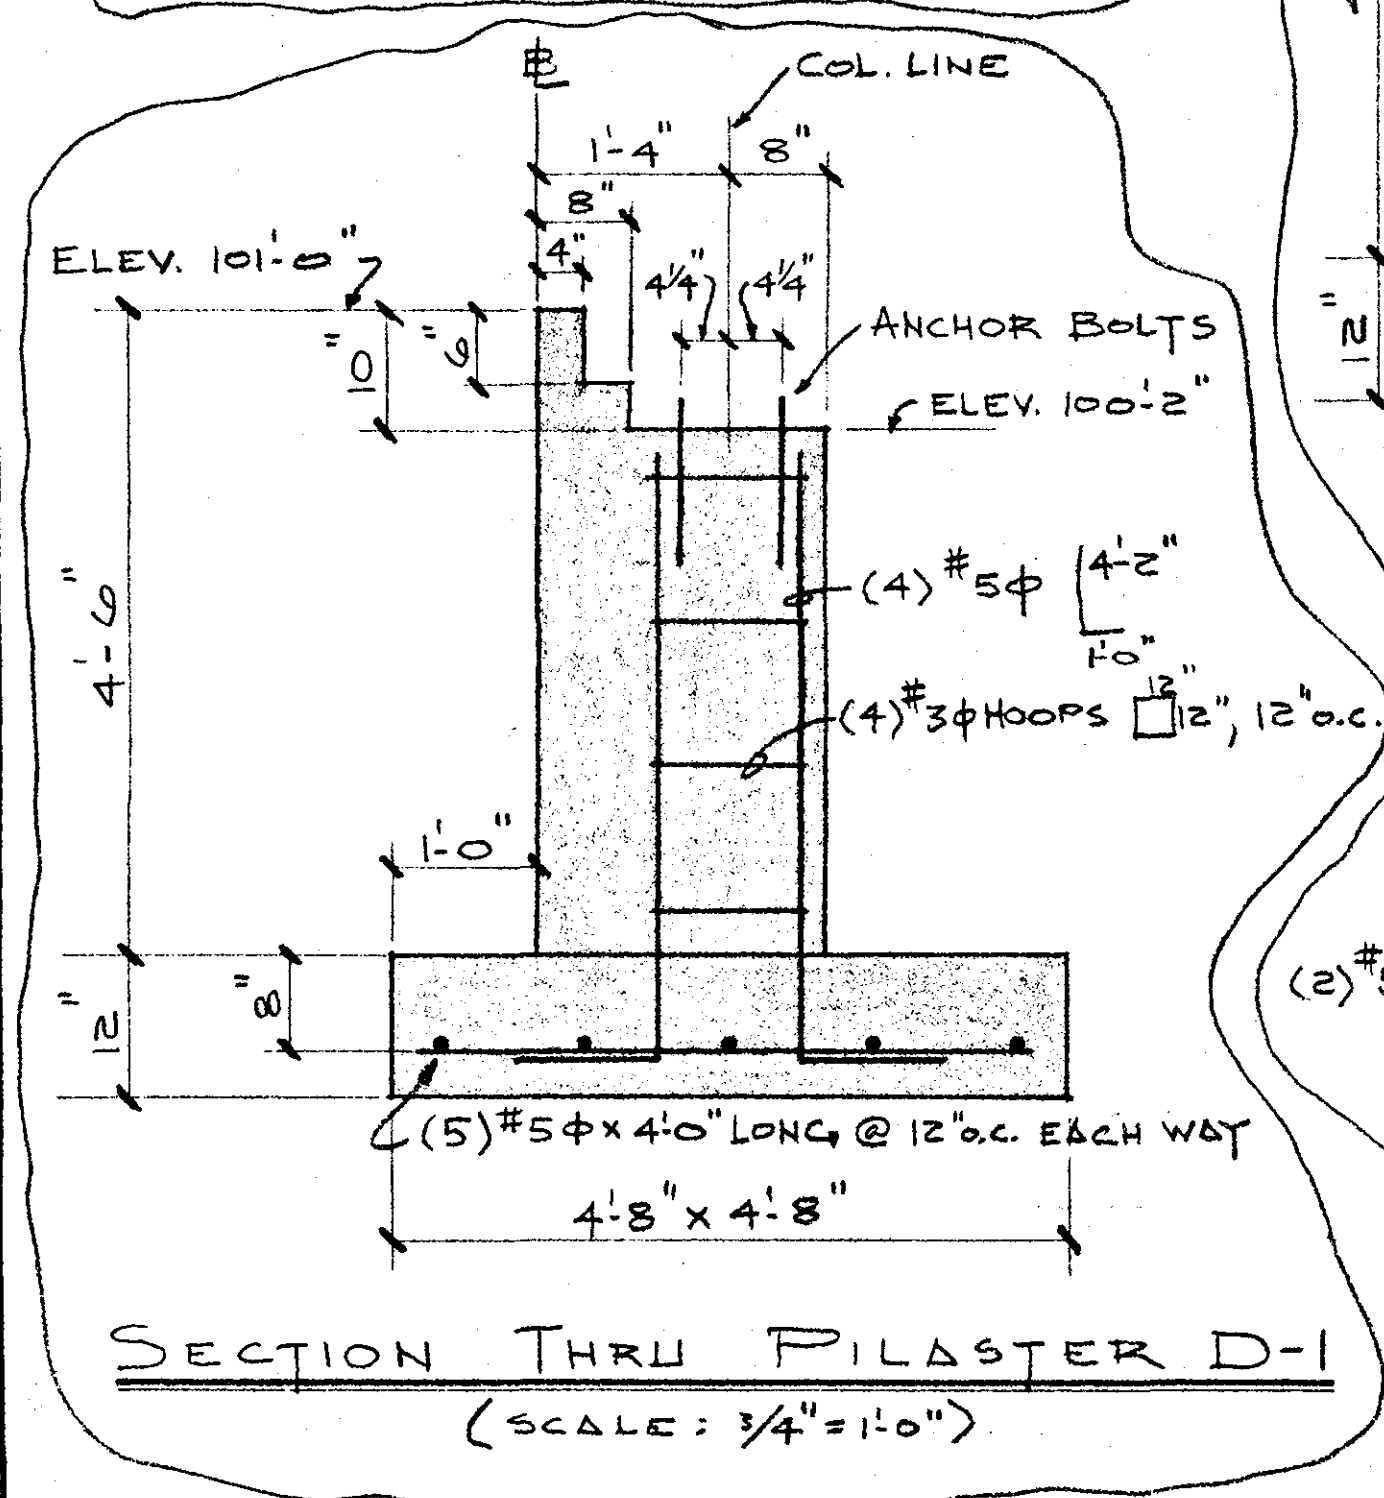 BL
COL. LINE
1'-4" 8"
8"
ELEV. 101'-0" 4"
4¼" 4¼"
10" 6"
ANCHOR BOLTS
ELEV. 100'-2"
12"
4'-6"
(4) #5φ 4'-2"
1'-0"
(4) #3φ HOOPS 12" 12", 12" O.C.
1'-0"
12" 8"
(2) #5
(5) #5φ x 4'-0" LONG @ 12" O.C. EACH WAY
4'-8" x 4'-8"
SECTION THRU PILASTER D-1
(SCALE: 3/4" = 1'-0")